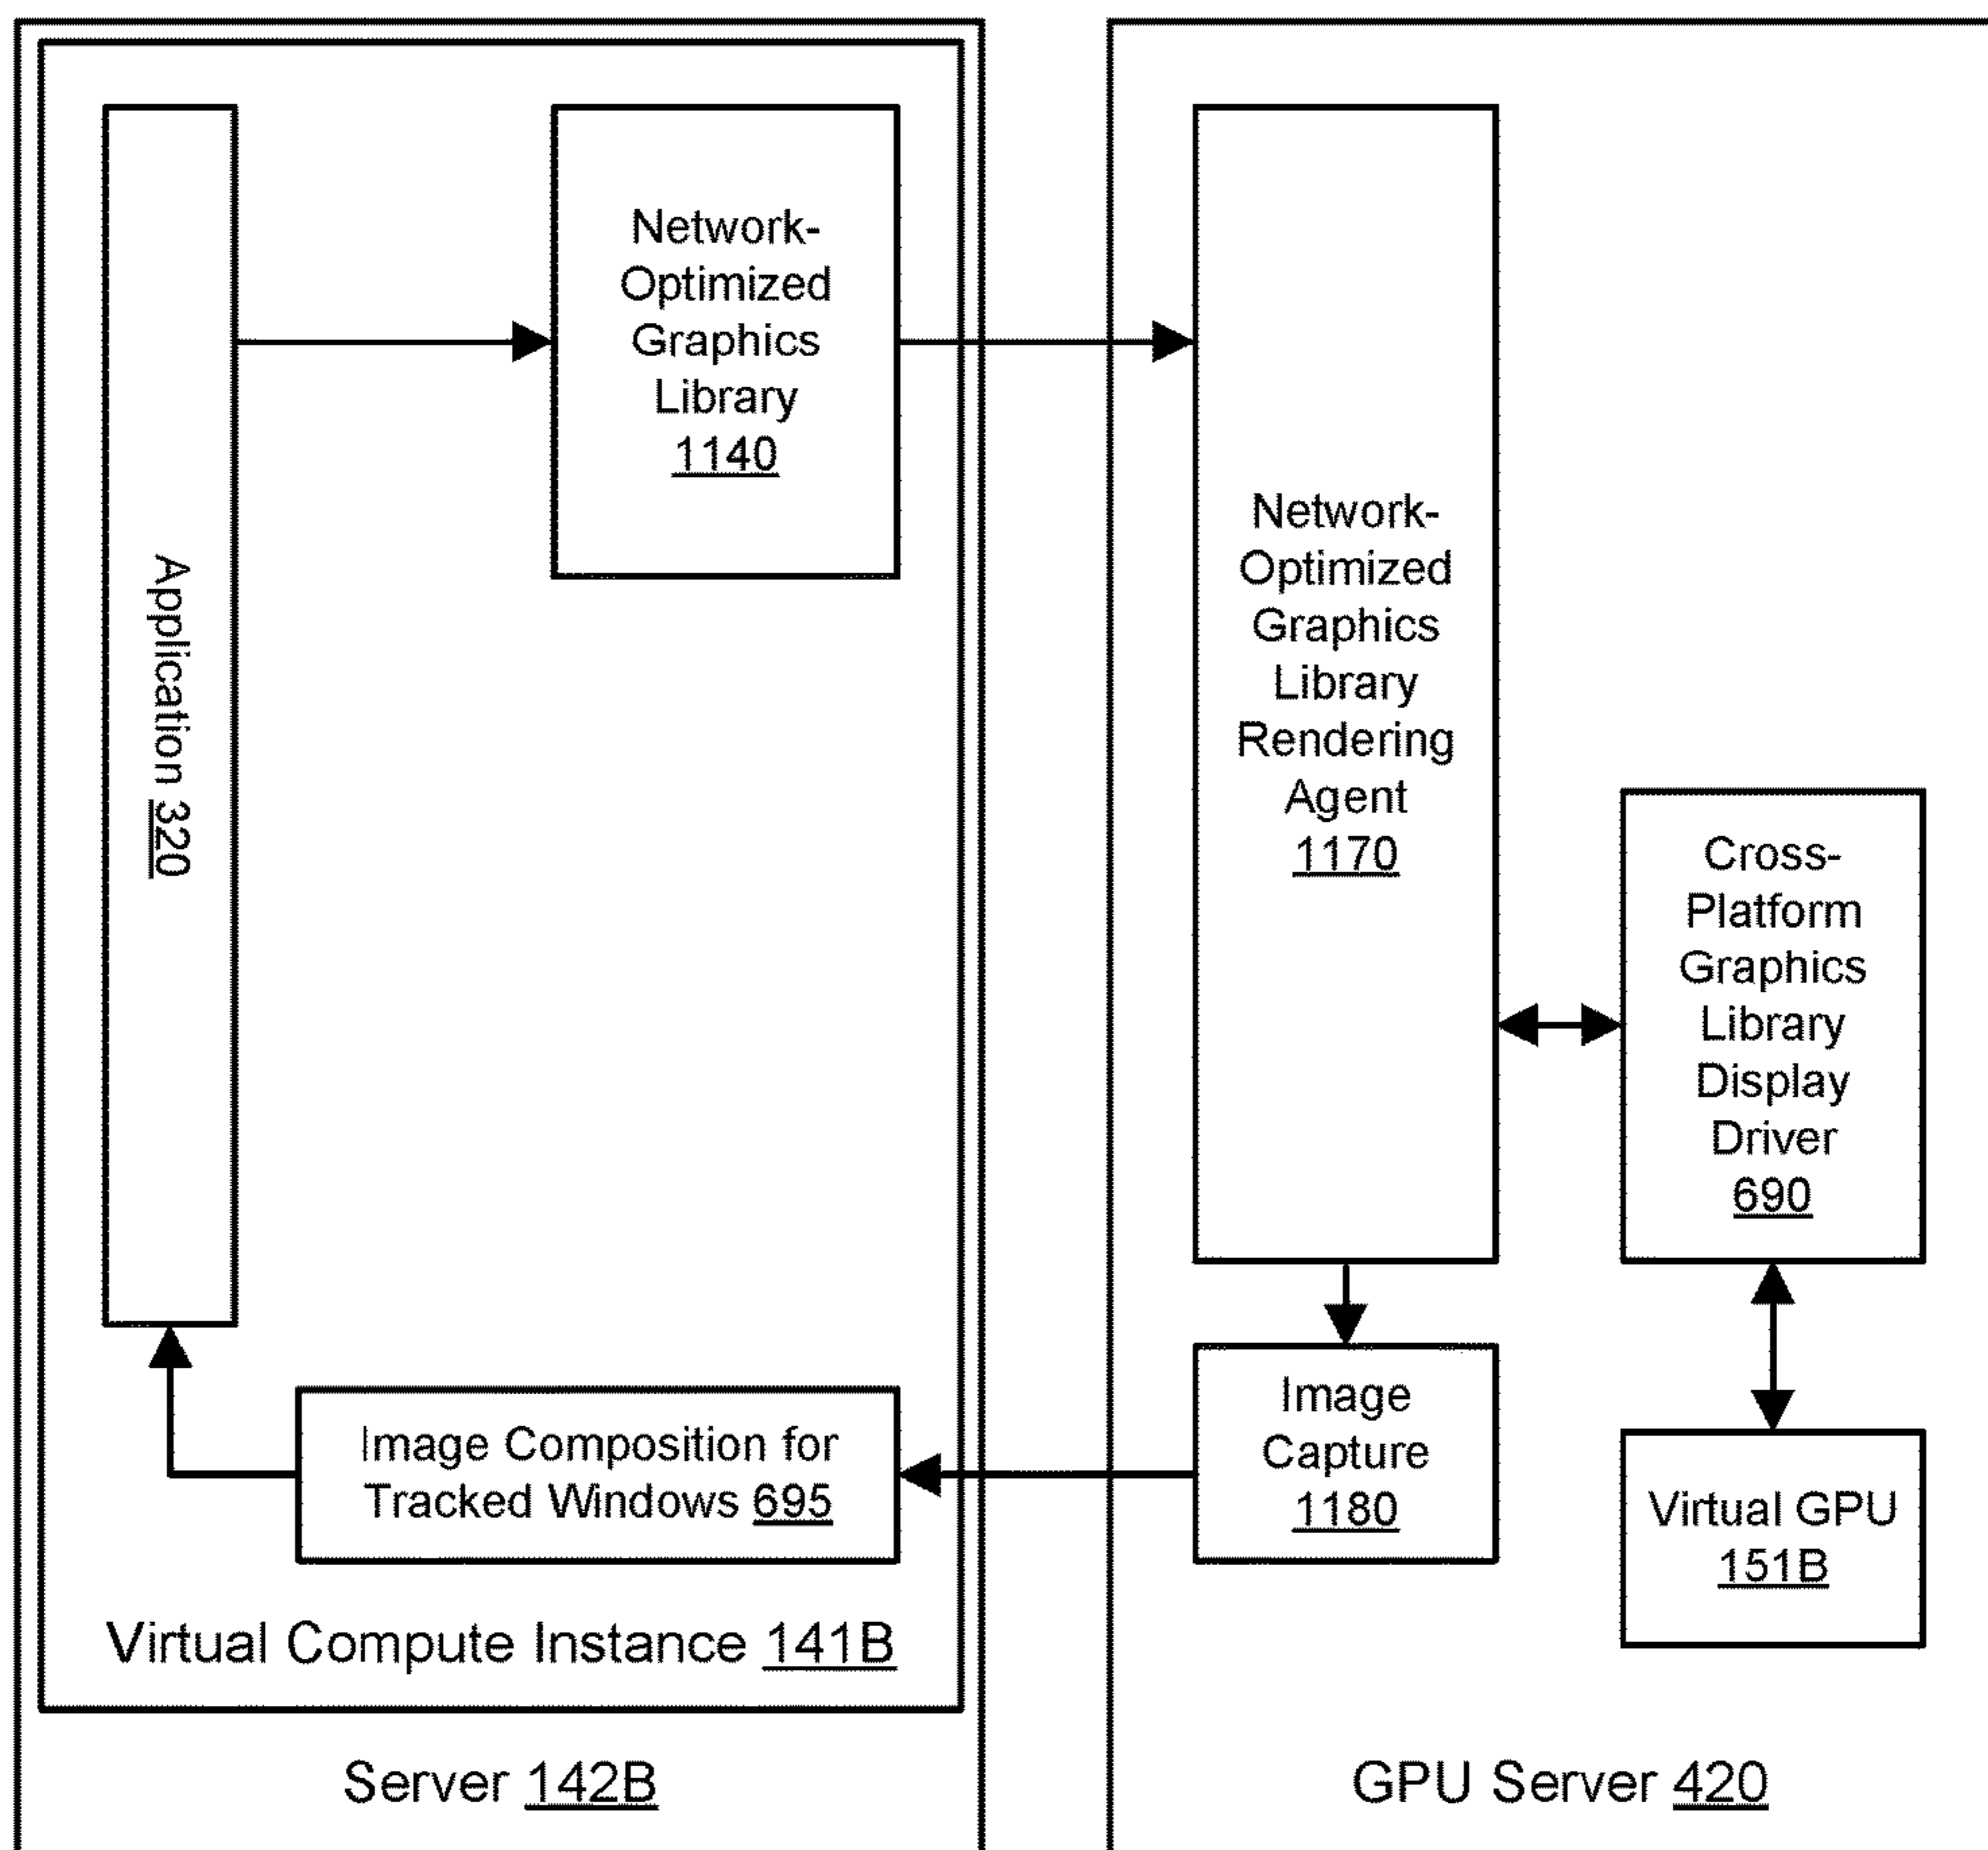 Application 320
Network-
Optimized
Graphics
Library
1140
Image Composition for
Tracked Windows 695
Virtual Compute Instance 141B
Server 142B
Network-
Optimized
Graphics
Library
Rendering
Agent
1170
Image
Capture
1180
Cross-
Platform
Graphics
Library
Display
Driver
690
Virtual GPU
151B
GPU Server 420